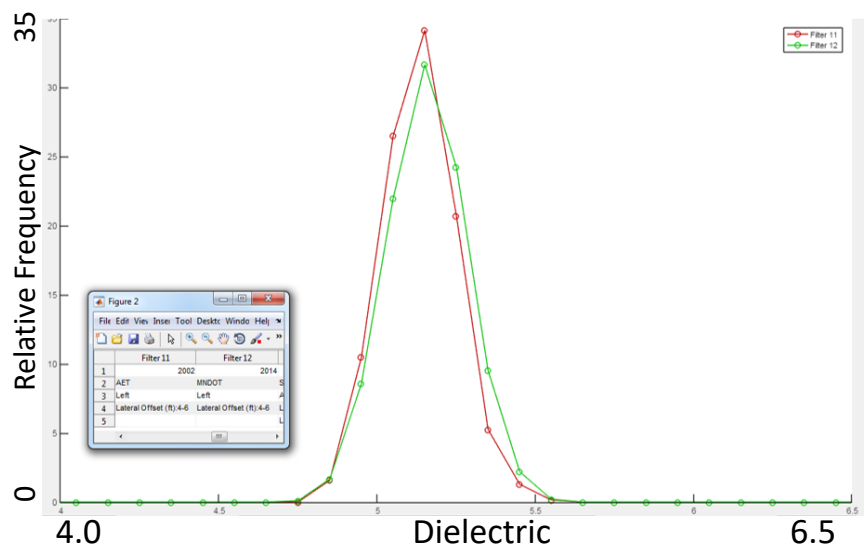 35
35
Filter 11
Filter 12
30
25
20
15
10
5
0
0
Relative Frequency
Figure 2
File Edit Viev Inser Tool Deskto Windo Help
Filter 11 Filter 12
1 2002 2014
2 AET MNDOT S
3 Left Left A
4 Lateral Offset (ft):4-6 Lateral Offset (ft):4-6 L
5 L
4 4.5 5 5.5 6 6.5
4.0 Dielectric 6.5